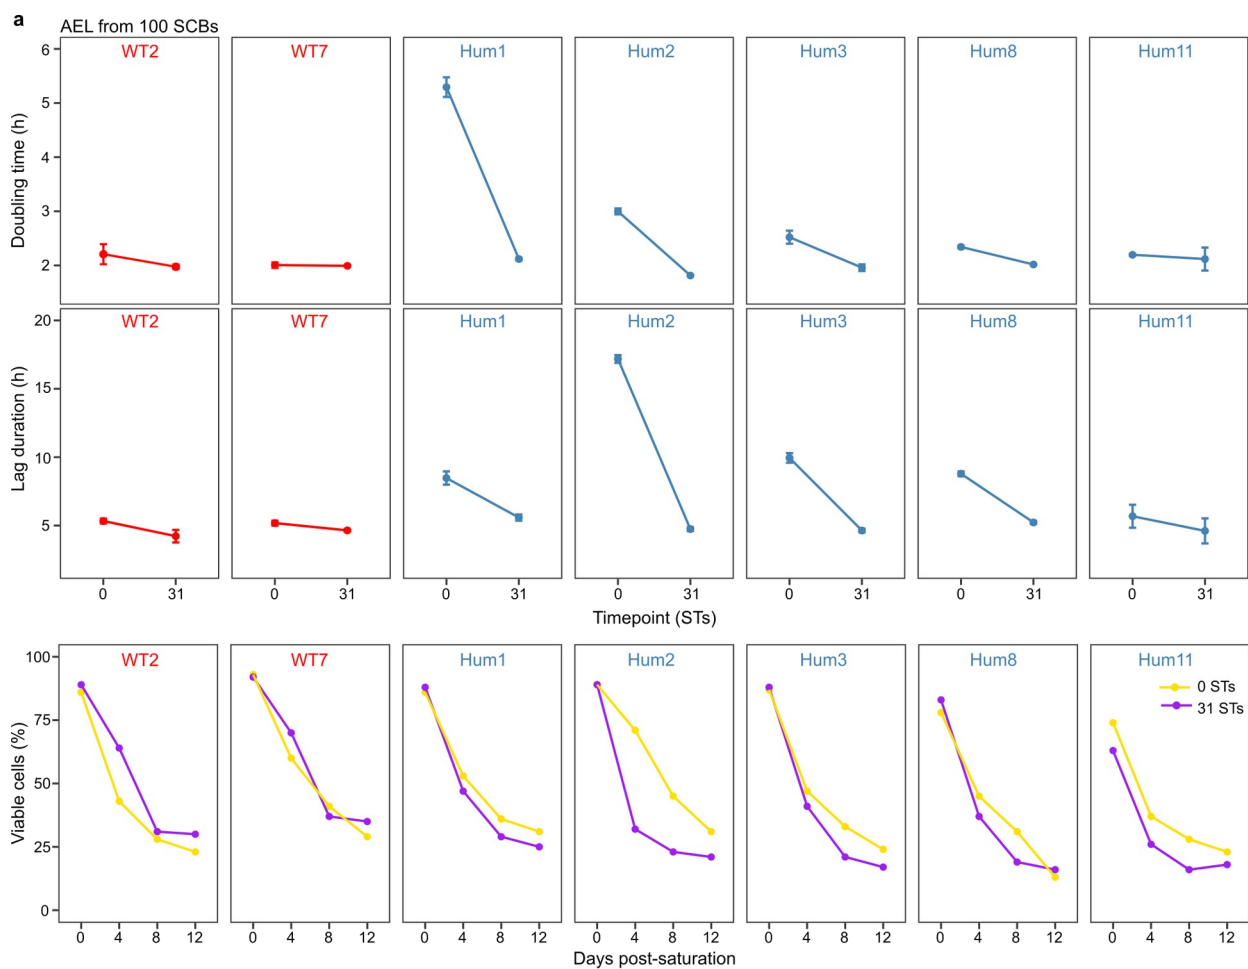 a
AEL from 100 SCBs
WT2 WT7 Hum1 Hum2 Hum3 Hum8 Hum11
6
5
4
3
2
Doubling time (h)
WT2 WT7 Hum1 Hum2 Hum3 Hum8 Hum11
20
15
10
5
Lag duration (h)
0 31 0 31 0 31 0 31 0 31 0 31 0 31
Timepoint (STs)
WT2 WT7 Hum1 Hum2 Hum3 Hum8 Hum11
0 STs
31 STs
100
75
50
25
0
Viable cells (%)
0 4 8 12 0 4 8 12 0 4 8 12 0 4 8 12 0 4 8 12 0 4 8 12 0 4 8 12
Days post-saturation